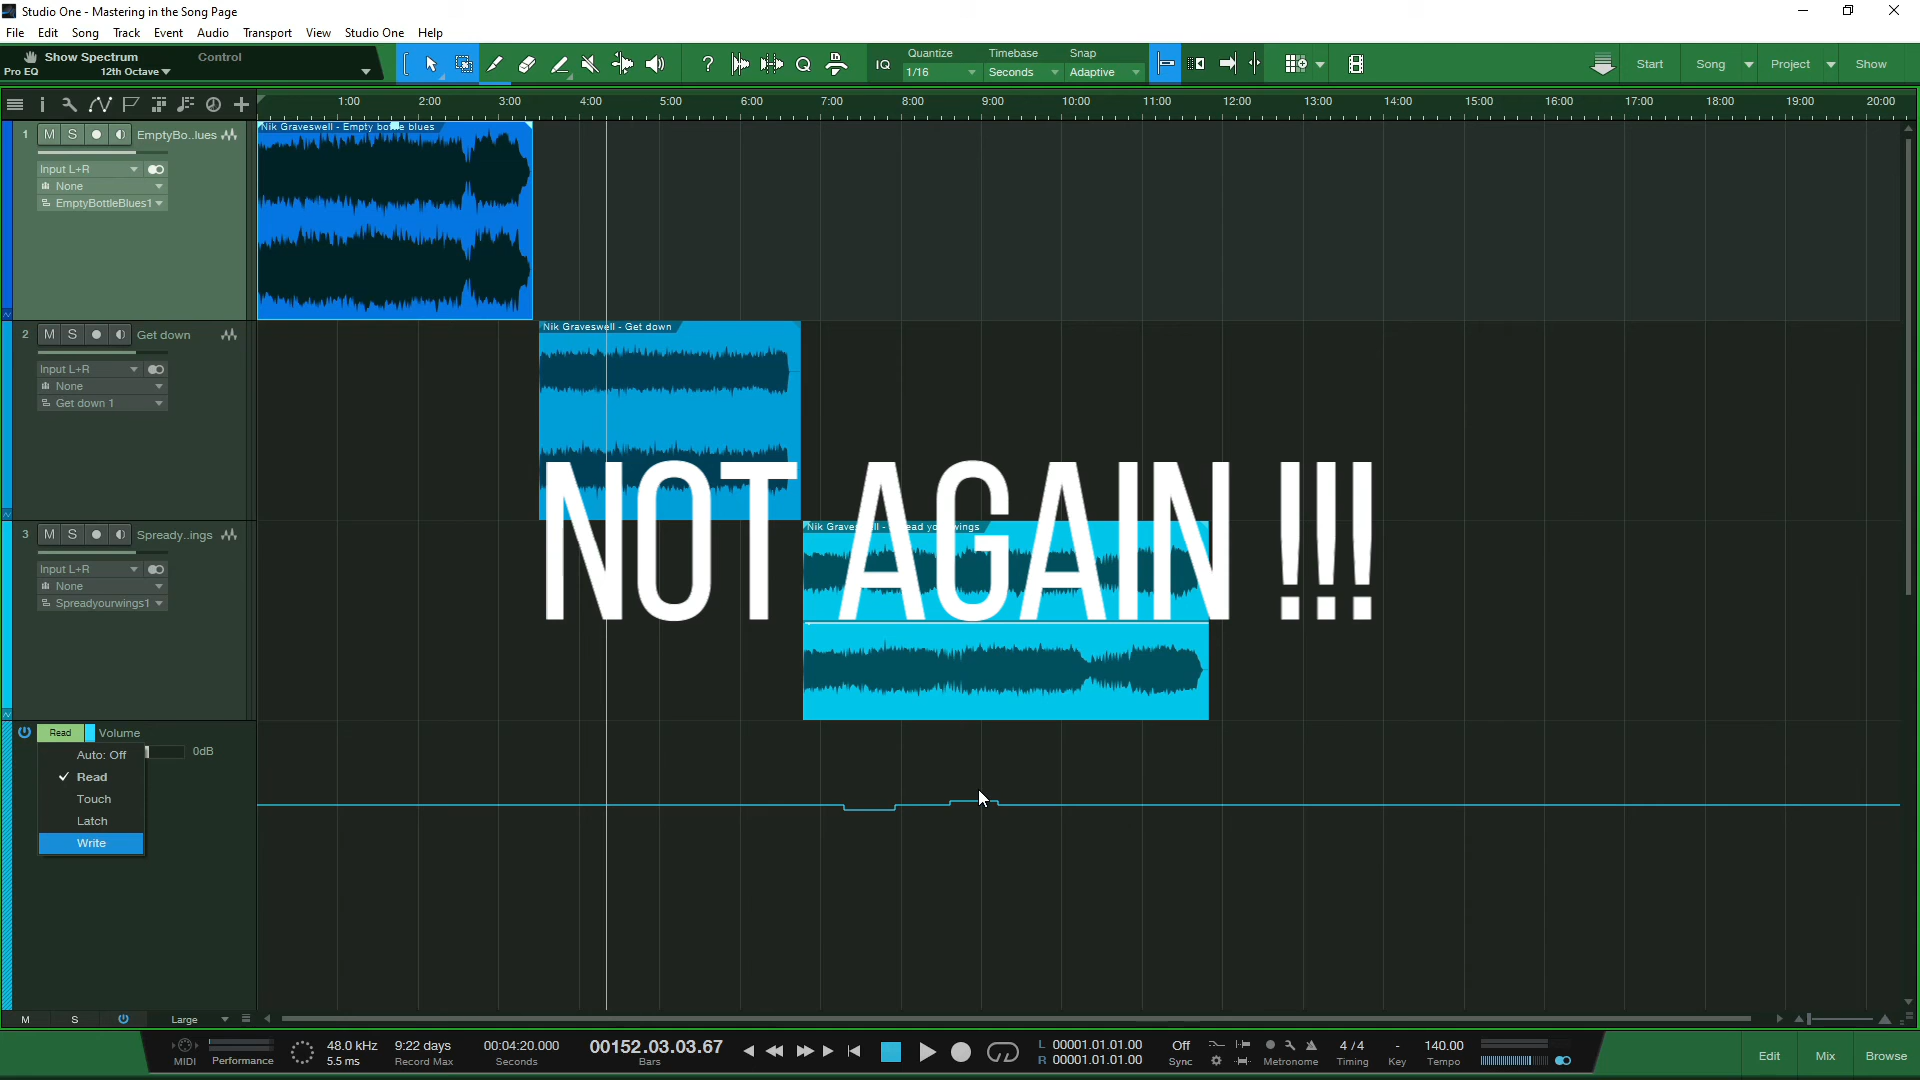 Studio One - Mastering in the Song Page
File Edit Song Track Event Audio Transport View Studio One Help
Show Spectrum Control
Pro EQ 12th Octave
Quantize Timebase Snap
IQ 1/16 Seconds Adaptive
Start Song Project Show
1:00 2:00 3:00 4:00 5:00 6:00 7:00 8:00 9:00 10:00 11:00 12:00 13:00 14:00 15:00 16:00 17:00 18:00 19:00 20:00
1 M S EmptyBo..lues
Nik Graveswell - Empty bottle blues
Input L+R
None
EmptyBottleBlues1
2 M S Get down
Nik Graveswell - Get down
Input L+R
None
Get down 1
NOT AGAIN !!!
3 M S Spready..ings
Input L+R
None
Spreadyourwings1
Read Volume
0dB
Auto: Off
Read
Touch
Latch
Write
M S Large
MIDI Performance
48.0 kHz
5.5 ms
9:22 days
Record Max
00:04:20.000
Seconds
00152.03.03.67
Bars
L 00001.01.01.00
R 00001.01.01.00
Off
Sync
Metronome
4 / 4
Timing
-
Key
140.00
Tempo
Edit Mix Browse